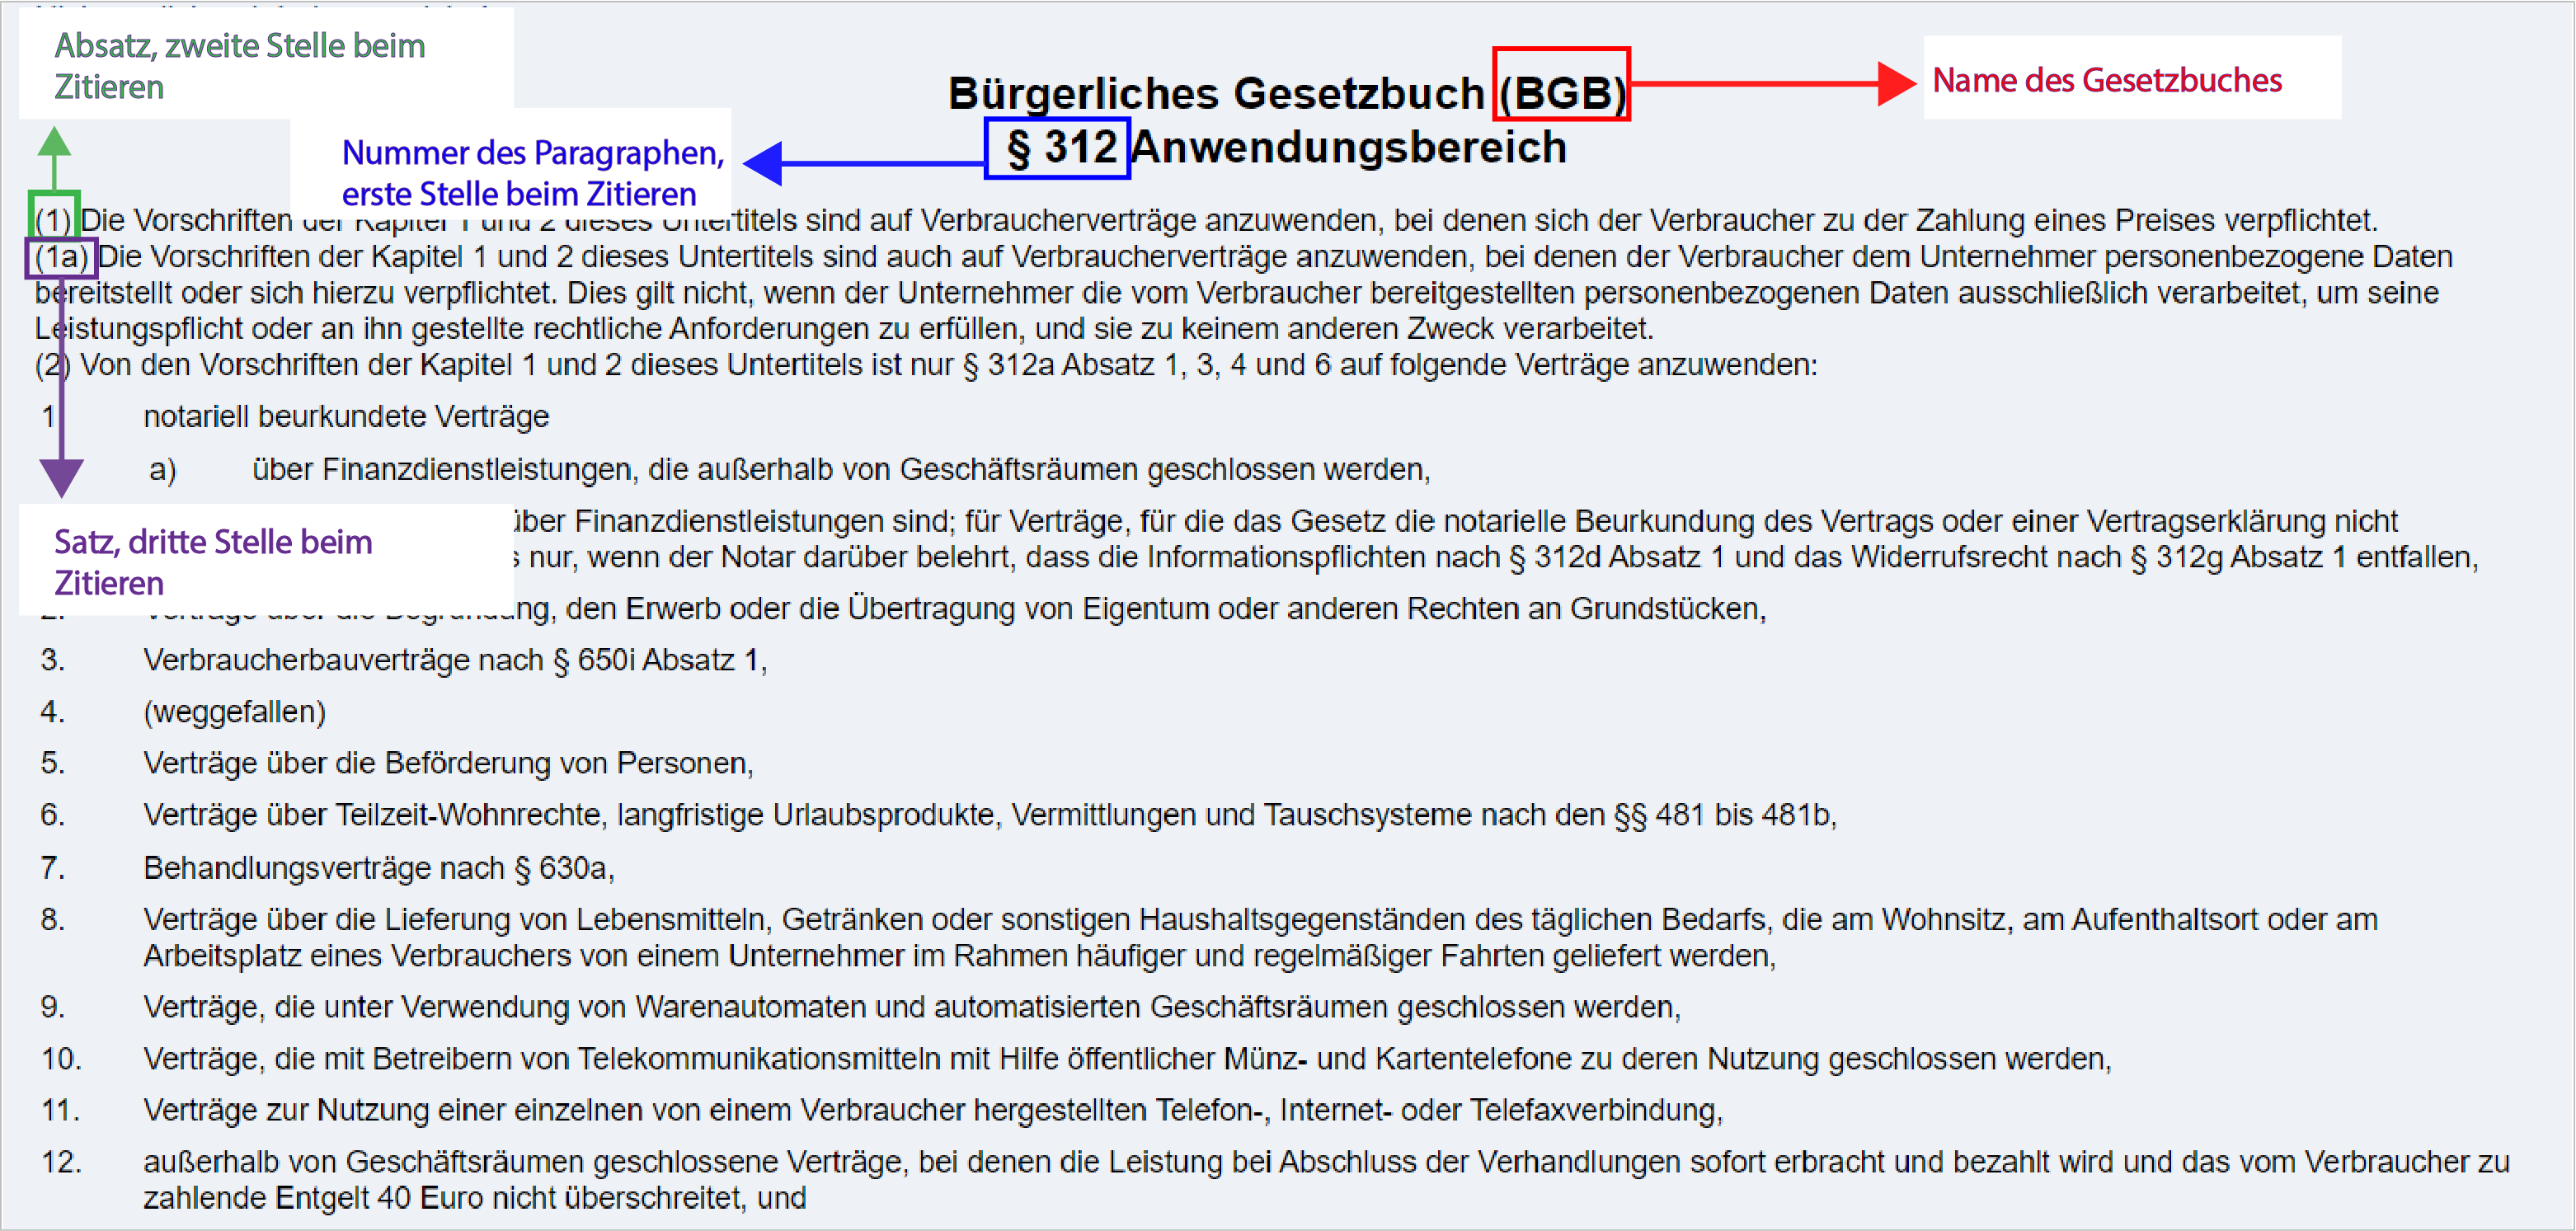 Absatz, zweite Stelle beim
Zitieren
Bürgerliches Gesetzbuch (BGB)
Name des Gesetzbuches
§ 312 Anwendungsbereich
Nummer des Paragraphen,
erste Stelle beim Zitieren
(1) Die Vorschriften der Kapitel 1 und 2 dieses Untertitels sind auf Verbraucherverträge anzuwenden, bei denen sich der Verbraucher zu der Zahlung eines Preises verpflichtet.
(1a) Die Vorschriften der Kapitel 1 und 2 dieses Untertitels sind auch auf Verbraucherverträge anzuwenden, bei denen der Verbraucher dem Unternehmer personenbezogene Daten
bereitstellt oder sich hierzu verpflichtet. Dies gilt nicht, wenn der Unternehmer die vom Verbraucher bereitgestellten personenbezogenen Daten ausschließlich verarbeitet, um seine
Leistungspflicht oder an ihn gestellte rechtliche Anforderungen zu erfüllen, und sie zu keinem anderen Zweck verarbeitet.
(2) Von den Vorschriften der Kapitel 1 und 2 dieses Untertitels ist nur § 312a Absatz 1, 3, 4 und 6 auf folgende Verträge anzuwenden:
1 notariell beurkundete Verträge
a) über Finanzdienstleistungen, die außerhalb von Geschäftsräumen geschlossen werden,
Satz, dritte Stelle beim
Zitieren
über Finanzdienstleistungen sind; für Verträge, für die das Gesetz die notarielle Beurkundung des Vertrags oder einer Vertragserklärung nicht
nur, wenn der Notar darüber belehrt, dass die Informationspflichten nach § 312d Absatz 1 und das Widerrufsrecht nach § 312g Absatz 1 entfallen,
2. Verträge über die Begründung, den Erwerb oder die Übertragung von Eigentum oder anderen Rechten an Grundstücken,
3. Verbraucherbauverträge nach § 650i Absatz 1,
4. (weggefallen)
5. Verträge über die Beförderung von Personen,
6. Verträge über Teilzeit-Wohnrechte, langfristige Urlaubsprodukte, Vermittlungen und Tauschsysteme nach den §§ 481 bis 481b,
7. Behandlungsverträge nach § 630a,
8. Verträge über die Lieferung von Lebensmitteln, Getränken oder sonstigen Haushaltsgegenständen des täglichen Bedarfs, die am Wohnsitz, am Aufenthaltsort oder am
Arbeitsplatz eines Verbrauchers von einem Unternehmer im Rahmen häufiger und regelmäßiger Fahrten geliefert werden,
9. Verträge, die unter Verwendung von Warenautomaten und automatisierten Geschäftsräumen geschlossen werden,
10. Verträge, die mit Betreibern von Telekommunikationsmitteln mit Hilfe öffentlicher Münz- und Kartentelefone zu deren Nutzung geschlossen werden,
11. Verträge zur Nutzung einer einzelnen von einem Verbraucher hergestellten Telefon-, Internet- oder Telefaxverbindung,
12. außerhalb von Geschäftsräumen geschlossene Verträge, bei denen die Leistung bei Abschluss der Verhandlungen sofort erbracht und bezahlt wird und das vom Verbraucher zu
zahlende Entgelt 40 Euro nicht überschreitet, und